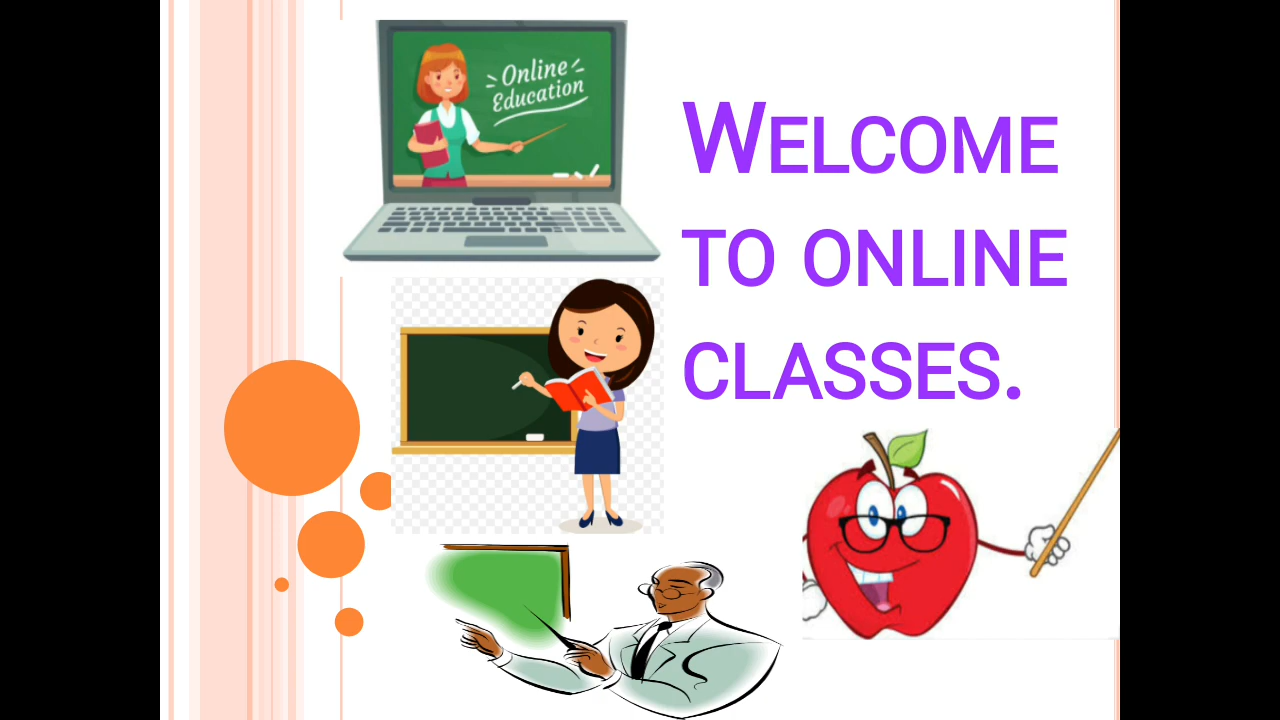 Online
Education
WELCOME
TO ONLINE
CLASSES.